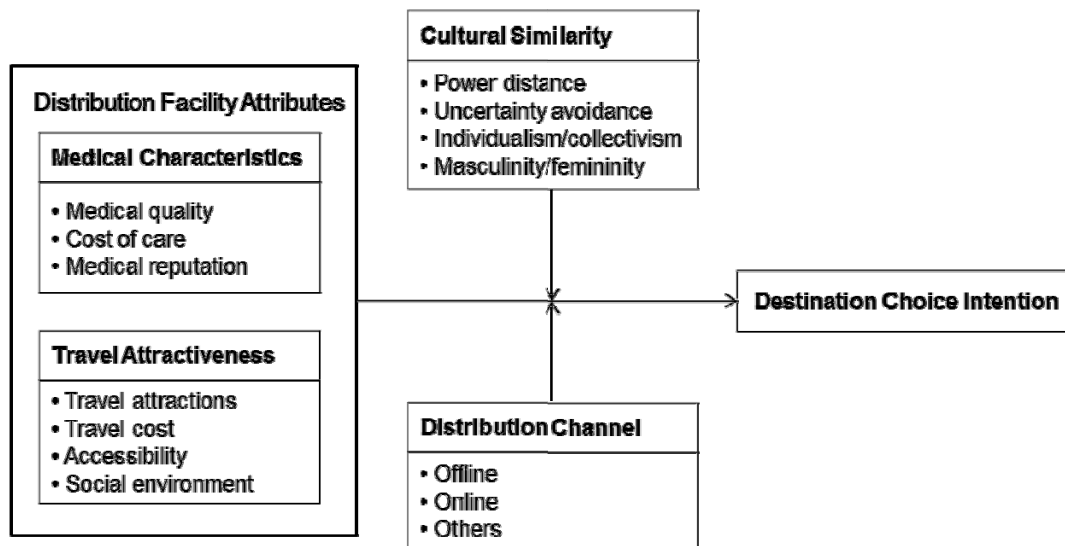 Distribution Facility Attributes
Medical Characteristics
• Medical quality
• Cost of care
• Medical reputation
Travel Attractiveness
• Travel attractions
• Travel cost
• Accessibility
• Social environment
Cultural Similarity
• Power distance
• Uncertainty avoidance
• Individualism/collectivism
• Masculinity/femininity
Distribution Channel
• Offline
• Online
• Others
Destination Choice Intention